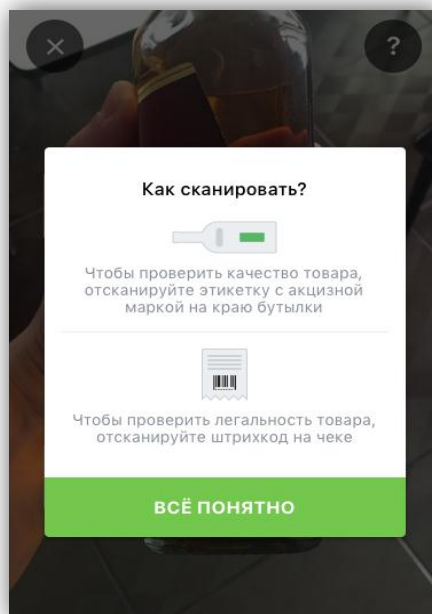 ?
Как сканировать?
Чтобы проверить качество товара,
отсканируйте этикетку с акцизной
маркой на краю бутылки
Чтобы проверить легальность товара,
отсканируйте штрихкод на чеке
ВСЁ ПОНЯТНО